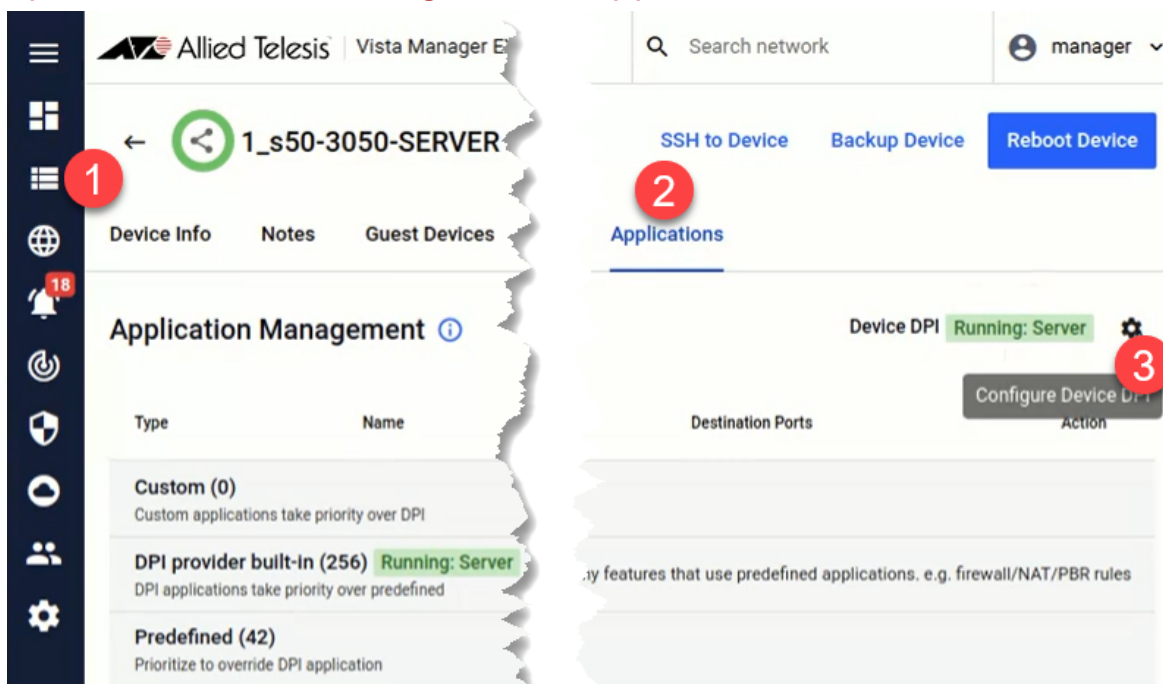 Allied Telesis Vista Manager E
Search network
manager
1_s50-3050-SERVER
SSH to Device
Backup Device
Reboot Device
1
2
Device Info
Notes
Guest Devices
Applications
18
Application Management
Device DPI Running: Server
3
Configure Device DPI
Type
Name
Destination Ports
Action
Custom (0)
Custom applications take priority over DPI
DPI provider built-in (256) Running: Server
DPI applications take priority over predefined
features that use predefined applications. e.g. firewall/NAT/PBR rules
Predefined (42)
Prioritize to override DPI application